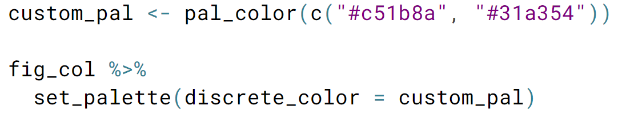 custom_pal <- pal_color(c("#c51b8a", "#31a354"))
fig_col %>%
  set_palette(discrete_color = custom_pal)